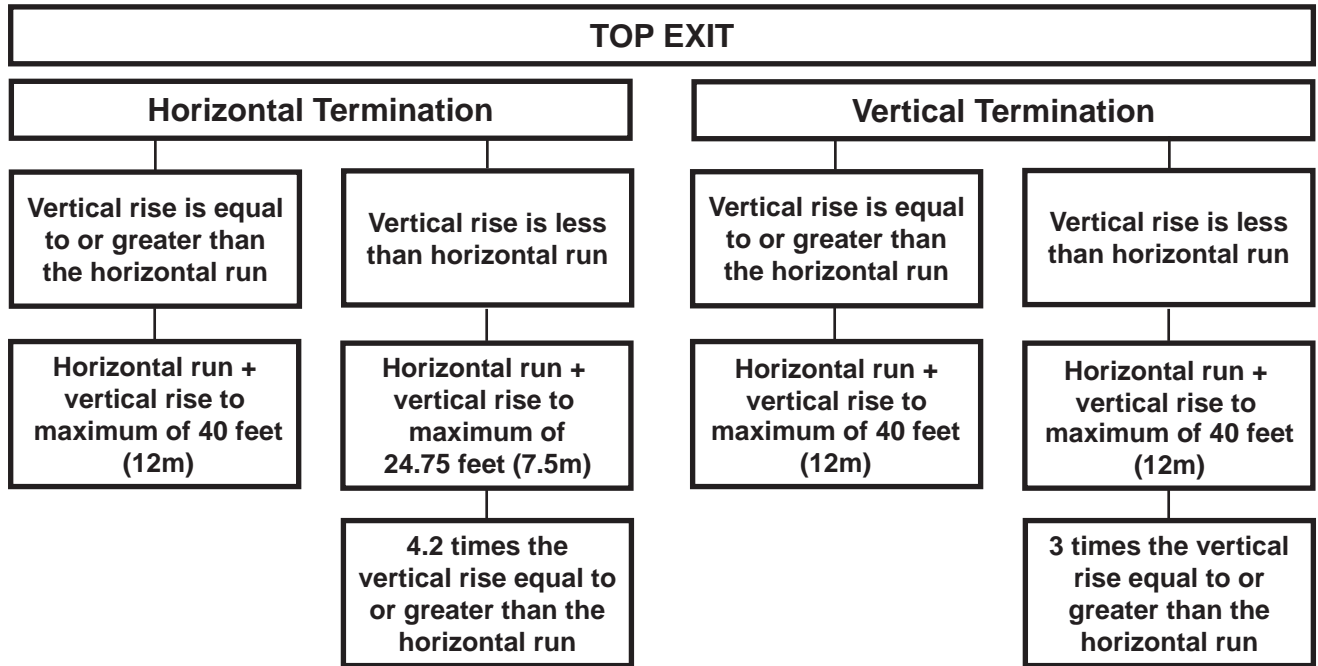 TOP EXIT
Horizontal Termination
Vertical Termination
Vertical rise is equal
to or greater than
the horizontal run
Vertical rise is less
than horizontal run
Vertical rise is equal
to or greater than
the horizontal run
Vertical rise is less
than horizontal run
Horizontal run +
vertical rise to
maximum of 40 feet
(12m)
Horizontal run +
vertical rise to
maximum of
24.75 feet (7.5m)
Horizontal run +
vertical rise to
maximum of 40 feet
(12m)
Horizontal run +
vertical rise to
maximum of 40 feet
(12m)
4.2 times the
vertical rise equal to
or greater than the
horizontal run
3 times the vertical
rise equal to or
greater than the
horizontal run